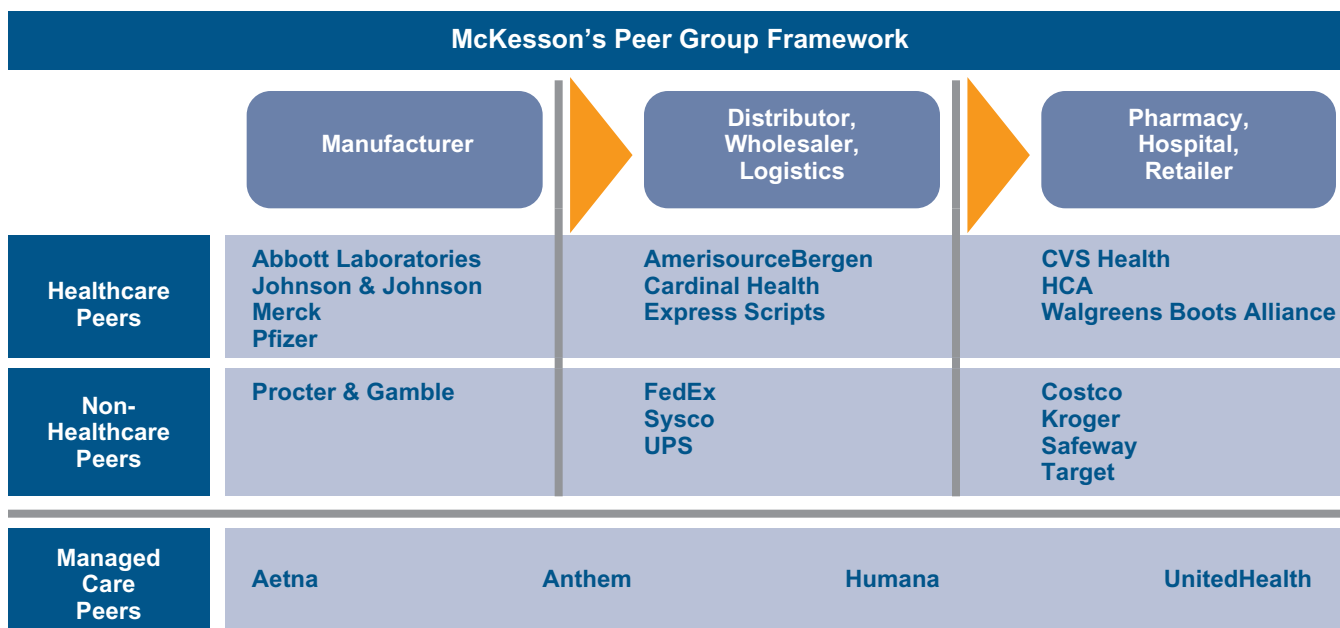 McKesson's Peer Group Framework
Manufacturer
Distributor,
Wholesaler,
Logistics
Pharmacy,
Hospital,
Retailer
Healthcare
Peers
Abbott Laboratories
Johnson & Johnson
Merck
Pfizer
AmerisourceBergen
Cardinal Health
Express Scripts
CVS Health
HCA
Walgreens Boots Alliance
Non-
Healthcare
Peers
Procter & Gamble
FedEx
Sysco
UPS
Costco
Kroger
Safeway
Target
Managed
Care
Peers
Aetna Anthem Humana UnitedHealth